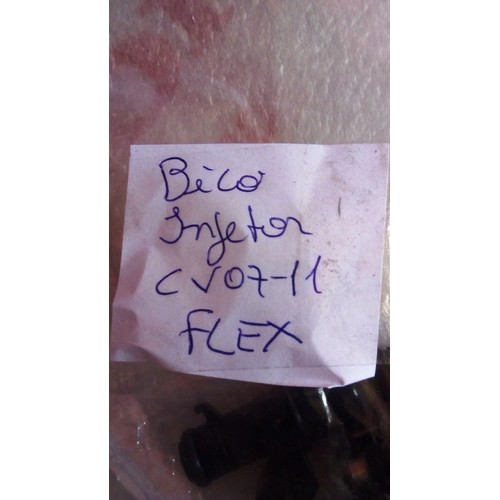 Bico
Injetor
CV07-11
FLEX